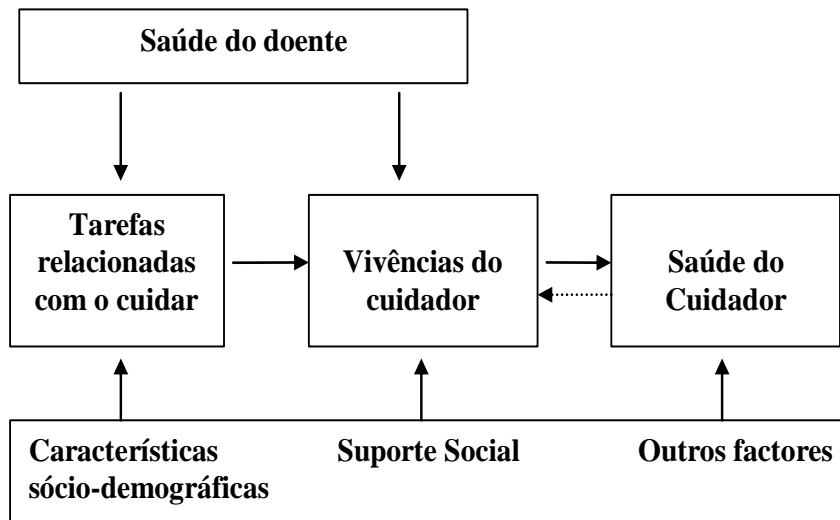 Saúde do doente
Tarefas
relacionadas
com o cuidar
Vivências do
cuidador
Saúde do
Cuidador
Características
sócio-demográficas
Suporte Social
Outros factores